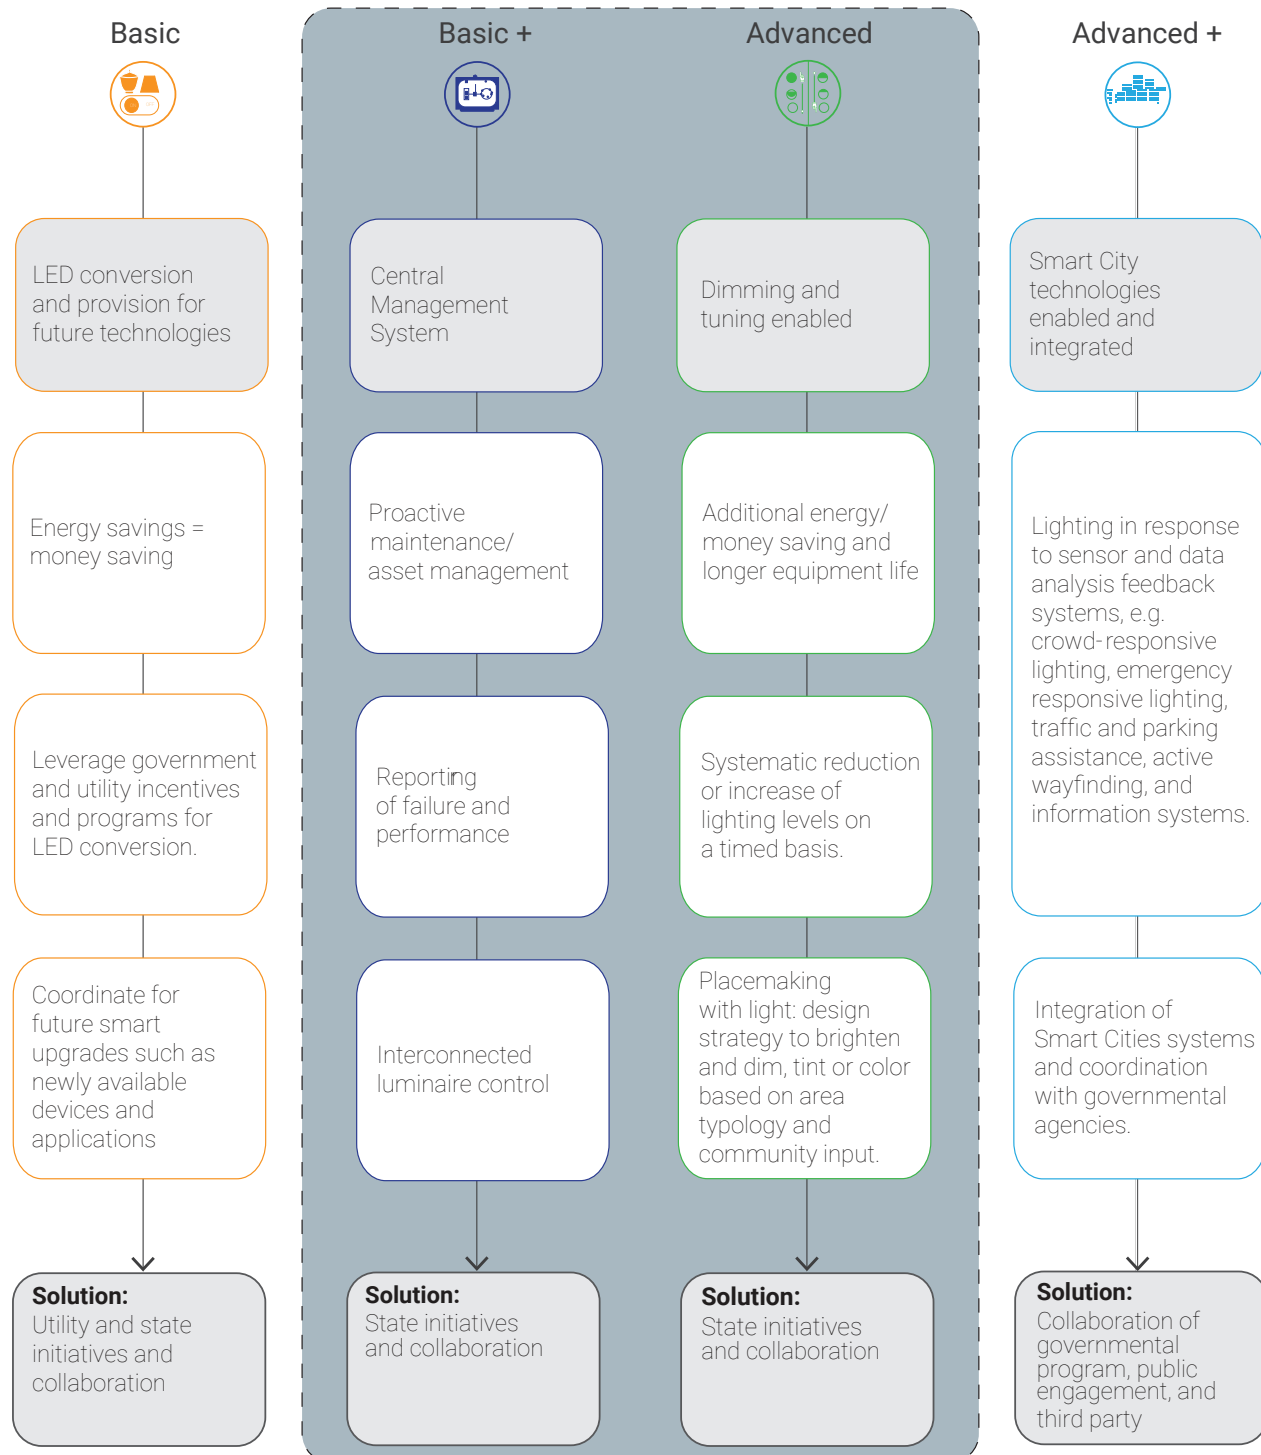 Basic
LED conversion
and provision for
future technologies
Energy savings =
money saving
Leverage government
and utility incentives
and programs for
LED conversion.
Coordinate for
future smart
upgrades such as
newly available
devices and
applications
Solution:
Utility and state
initiatives and
collaboration
Basic +
Central
Management
System
Proactive
maintenance/
asset management
Reporting
of failure and
performance
Interconnected
luminaire control
Solution:
State initiatives
and collaboration
Advanced
Dimming and
tuning enabled
Additional energy/
money saving and
longer equipment life
Systematic reduction
or increase of
lighting levels on
a timed basis.
Placemaking
with light: design
strategy to brighten
and dim, tint or color
based on area
typology and
community input.
Solution:
State initiatives
and collaboration
Advanced +
Smart City
technologies
enabled and
integrated
Lighting in response
to sensor and data
analysis feedback
systems, e.g.
crowd-responsive
lighting, emergency
responsive lighting,
traffic and parking
assistance, active
wayfinding, and
information systems.
Integration of
Smart Cities systems
and coordination
with governmental
agencies.
Solution:
Collaboration of
governmental
program, public
engagement, and
third party